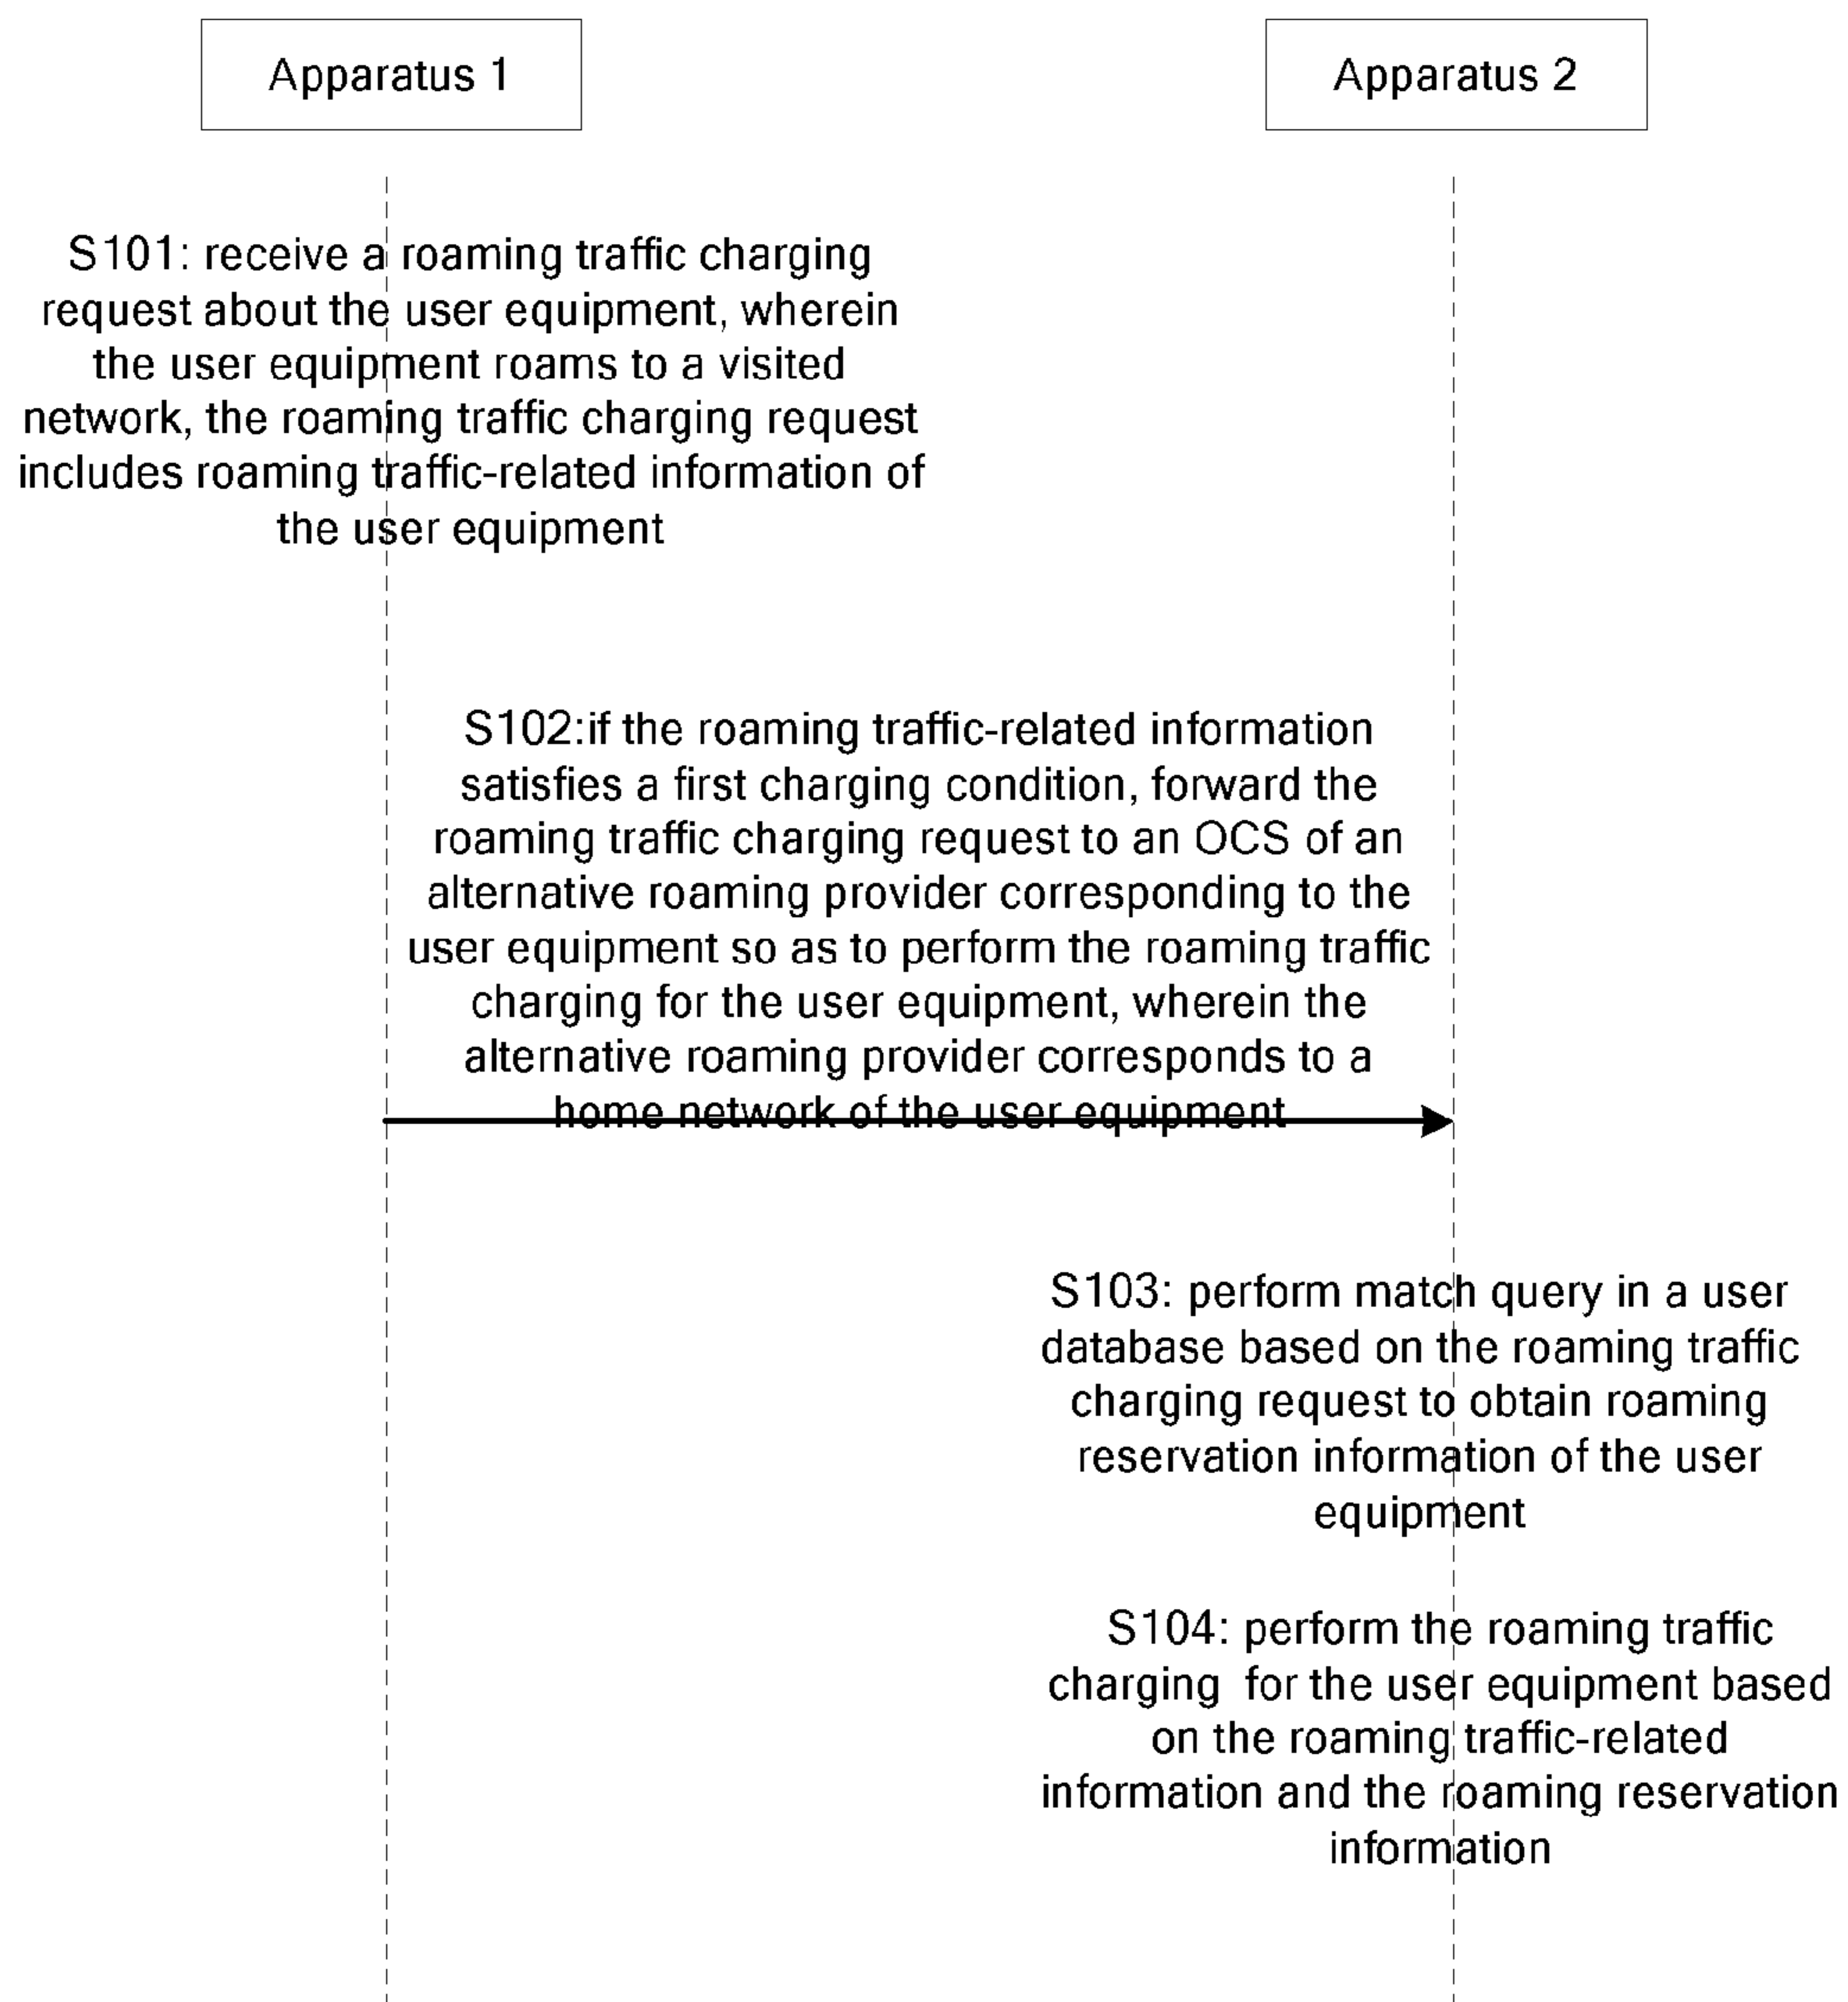 Apparatus 1
Apparatus 2
S101: receive a roaming traffic charging
request about the user equipment, wherein
the user equipment roams to a visited
network, the roaming traffic charging request
includes roaming traffic-related information of
the user equipment
S102:if the roaming traffic-related information
satisfies a first charging condition, forward the
roaming traffic charging request to an OCS of an
alternative roaming provider corresponding to the
user equipment so as to perform the roaming traffic
charging for the user equipment, wherein the
alternative roaming provider corresponds to a
home network of the user equipment
S103: perform match query in a user
database based on the roaming traffic
charging request to obtain roaming
reservation information of the user
equipment
S104: perform the roaming traffic
charging  for the user equipment based
on the roaming traffic-related
information and the roaming reservation
information